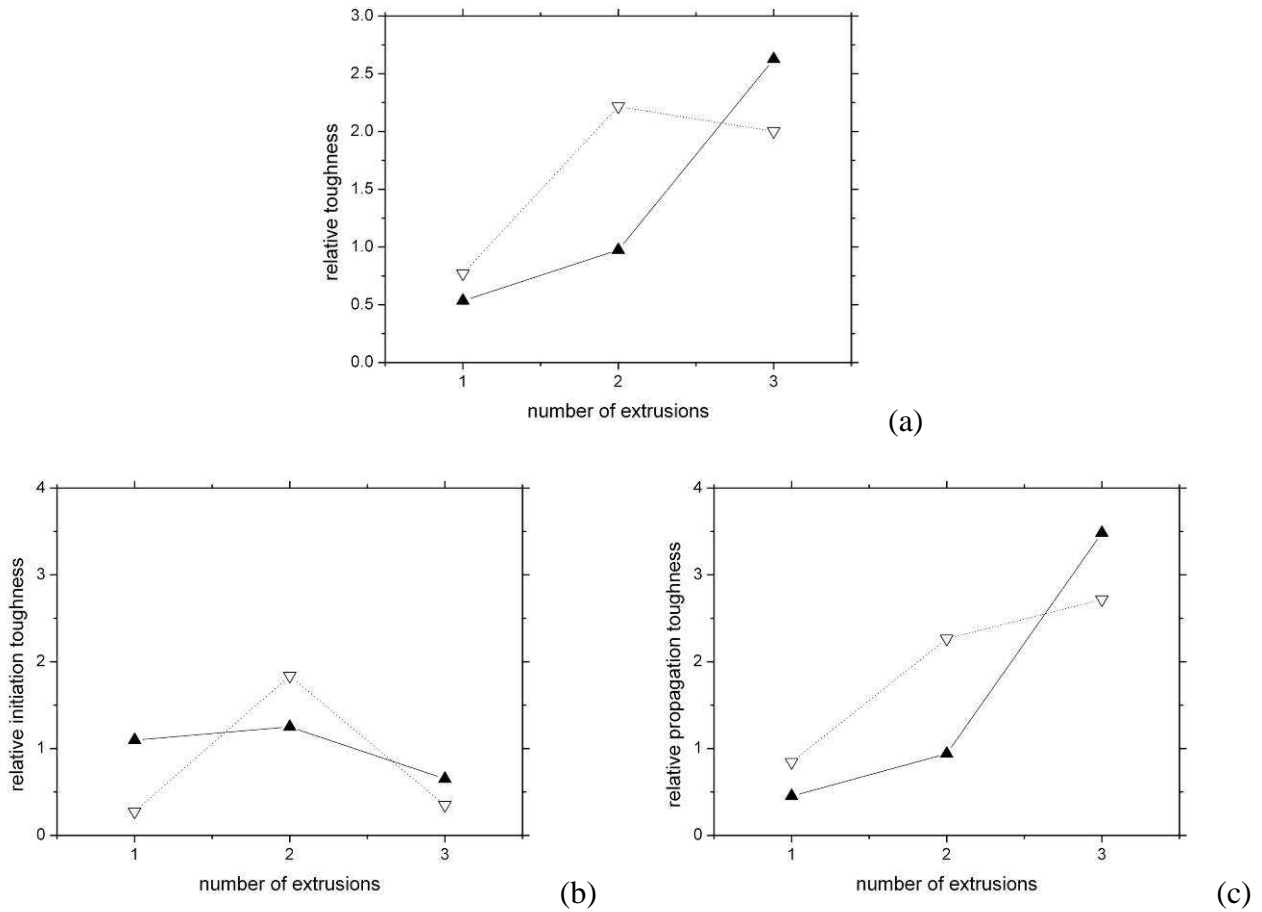 3.0
2.5
2.0
1.5
1.0
0.5
0.0
relative toughness
1 2 3
number of extrusions
(a)
4
3
2
1
0
relative initiation toughness
1 2 3
number of extrusions
(b)
4
3
2
1
0
relative propagation toughness
1 2 3
number of extrusions
(c)